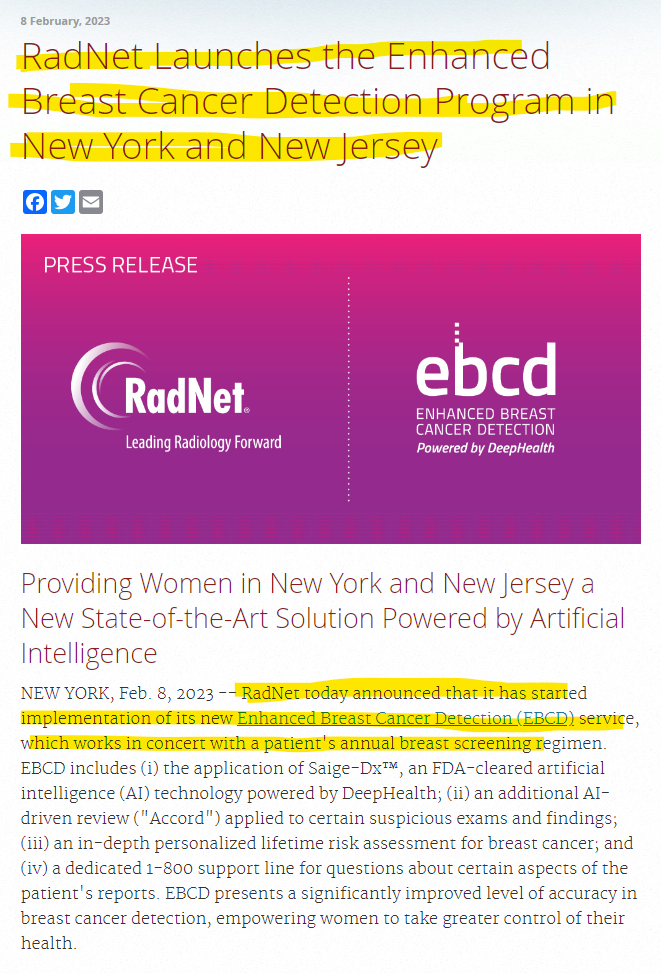 8 February, 2023
RadNet Launches the Enhanced
Breast Cancer Detection Program in
New York and New Jersey
PRESS RELEASE
RadNet®
Leading Radiology Forward
ebcd
ENHANCED BREAST
CANCER DETECTION
Powered by DeepHealth
Providing Women in New York and New Jersey a
New State-of-the-Art Solution Powered by Artificial
Intelligence
NEW YORK, Feb. 8, 2023 -- RadNet today announced that it has started
implementation of its new Enhanced Breast Cancer Detection (EBCD) service,
which works in concert with a patient's annual breast screening regimen.
EBCD includes (i) the application of Saige-Dx™, an FDA-cleared artificial
intelligence (AI) technology powered by DeepHealth; (ii) an additional AI-
driven review ("Accord") applied to certain suspicious exams and findings;
(iii) an in-depth personalized lifetime risk assessment for breast cancer; and
(iv) a dedicated 1-800 support line for questions about certain aspects of the
patient's reports. EBCD presents a significantly improved level of accuracy in
breast cancer detection, empowering women to take greater control of their
health.